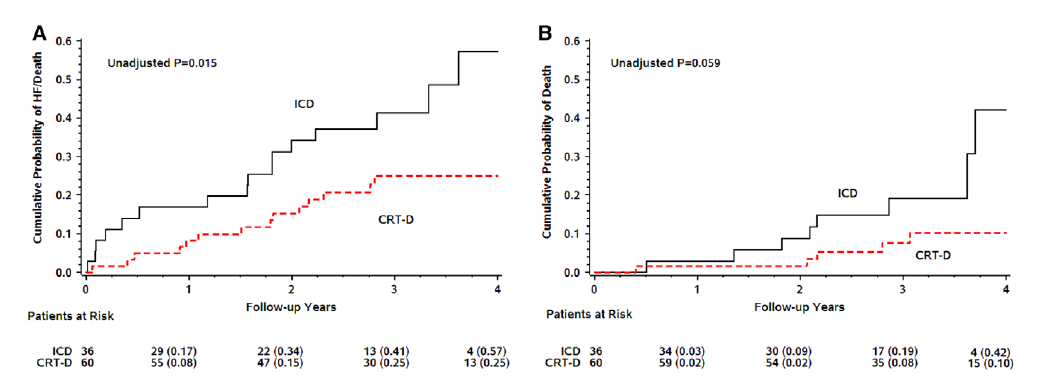 A
Unadjusted P=0.015
Cumulative Probability of HF/Death
0.6
0.5
0.4
0.3
0.2
0.1
0.0
ICD
CRT-D
0 1 2 3 4
Follow-up Years
Patients at Risk
ICD 36 29 (0.17) 22 (0.34) 13 (0.41) 4 (0.57)
CRT-D 60 55 (0.08) 47 (0.15) 30 (0.25) 13 (0.25)
B
Unadjusted P=0.059
Cumulative Probability of Death
0.6
0.5
0.4
0.3
0.2
0.1
0.0
ICD
CRT-D
0 1 2 3 4
Follow-up Years
Patients at Risk
ICD 36 34 (0.03) 30 (0.09) 17 (0.19) 4 (0.42)
CRT-D 60 59 (0.02) 54 (0.02) 35 (0.08) 15 (0.10)